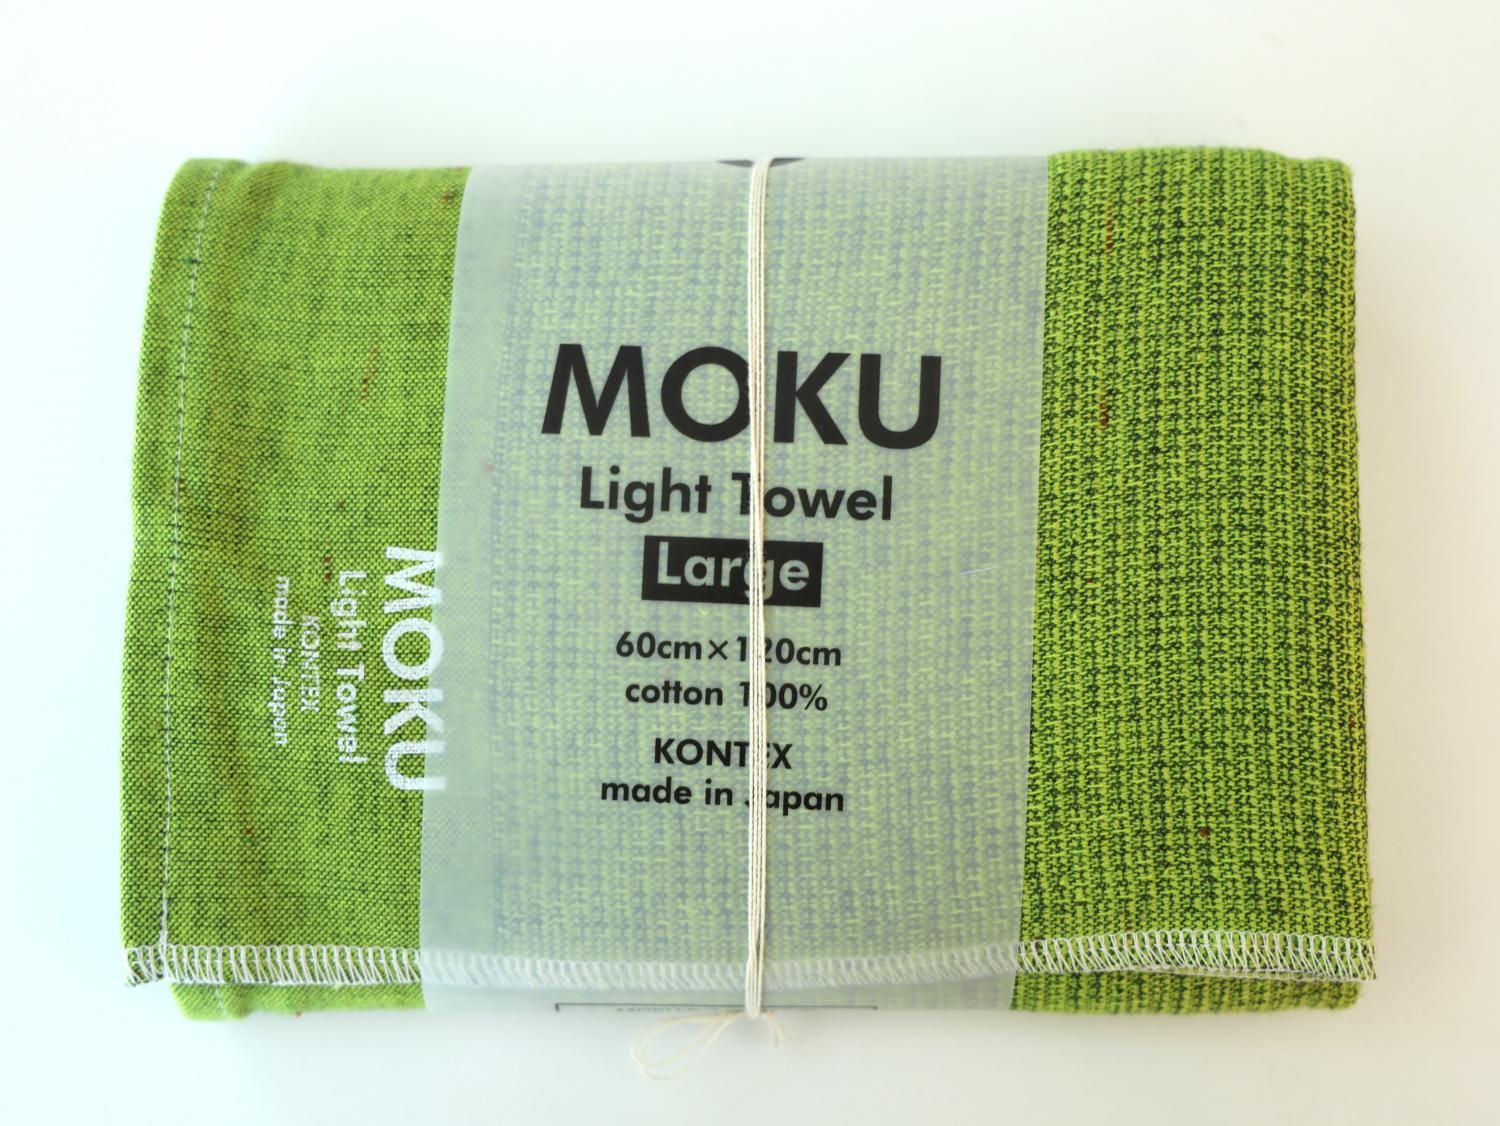 MOKU
Light Towel
Large
60cm×120cm
cotton 100%
KONTEX
made in Japan
MOKU
Light Towel
KONTEX
made in Japan